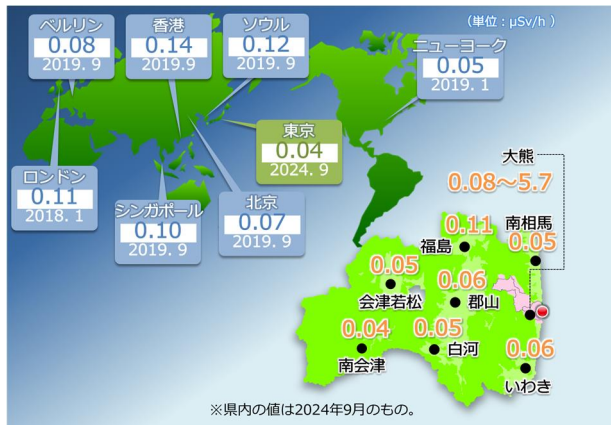 (単位：μSv/h )
ベルリン
0.08
2019. 9
香港
0.14
2019.9
ソウル
0.12
2019. 9
ニューヨーク
0.05
2019. 1
東京
0.04
2024. 9
ロンドン
0.11
2018. 1
シンガポール
0.10
2019. 9
北京
0.07
2019. 9
大熊
0.08～5.7
南相馬
0.05
0.11
福島
0.05
会津若松
0.06
郡山
0.04
南会津
0.05
白河
0.06
いわき
※県内の値は2024年9月のもの。